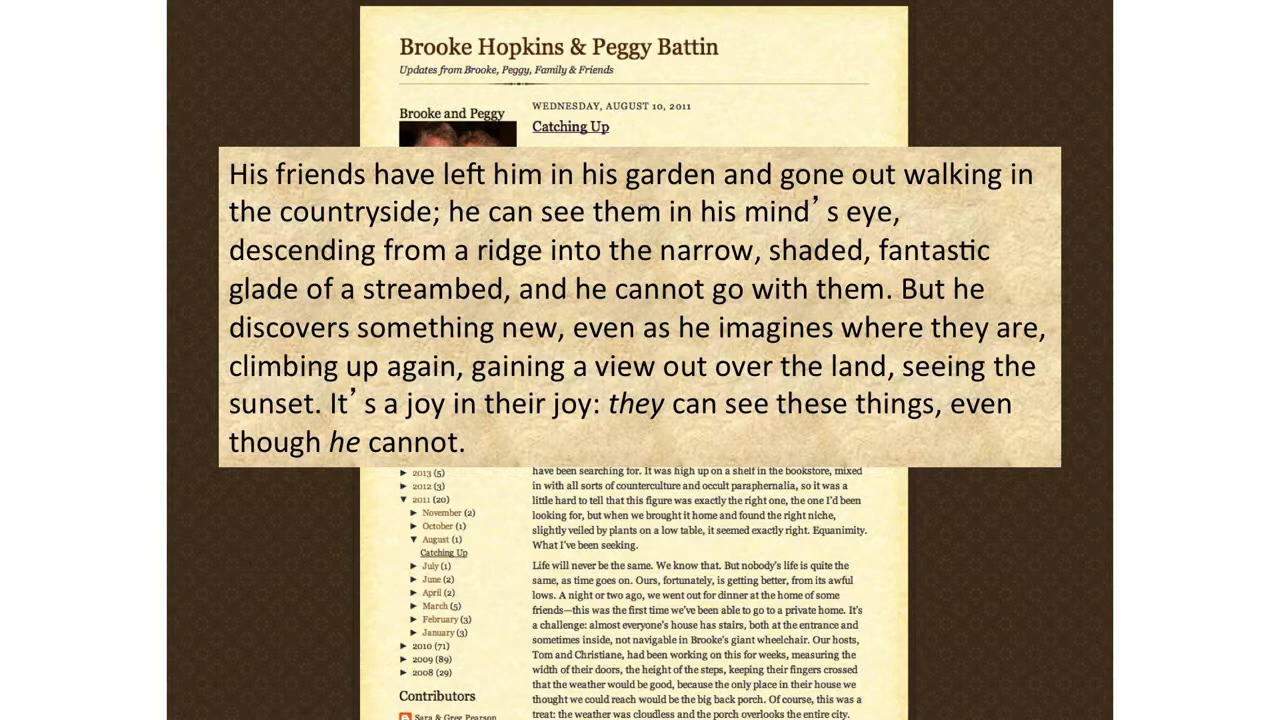 Brooke Hopkins & Peggy Battin
Updates from Brooke, Peggy, Family & Friends
Brooke and Peggy
WEDNESDAY, AUGUST 10, 2011
Catching Up
His friends have left him in his garden and gone out walking in
the countryside; he can see them in his mind’s eye,
descending from a ridge into the narrow, shaded, fantastic
glade of a streambed, and he cannot go with them. But he
discovers something new, even as he imagines where they are,
climbing up again, gaining a view out over the land, seeing the
sunset. It’s a joy in their joy: they can see these things, even
though he cannot.
► 2013 (5)
► 2012 (3)
▼ 2011 (20)
► November (2)
► October (1)
▼ August (1)
Catching Up
► July (1)
► June (2)
► April (2)
► March (5)
► February (3)
► January (3)
► 2010 (71)
► 2009 (89)
► 2008 (29)
Contributors
Sara & Greg Pearson
have been searching for. It was high up on a shelf in the bookstore, mixed
in with all sorts of counterculture and occult paraphernalia, so it was a
little hard to tell that this figure was exactly the right one, the one I'd been
looking for, but when we brought it home and found the right niche,
slightly veiled by plants on a low table, it seemed exactly right. Equanimity.
What I've been seeking.
Life will never be the same. We know that. But nobody's life is quite the
same, as time goes on. Ours, fortunately, is getting better, from its awful
lows. A night or two ago, we went out for dinner at the home of some
friends—this was the first time we've been able to go to a private home. It's
a challenge: almost everyone's house has stairs, both at the entrance and
sometimes inside, not navigable in Brooke's giant wheelchair. Our hosts,
Tom and Christiane, had been working on this for weeks, measuring the
width of their doors, the height of the steps, keeping their fingers crossed
that the weather would be good, because the only place in their house we
thought we could reach would be the big back porch. Of course, this was a
treat: the weather was cloudless and the porch overlooks the entire city.